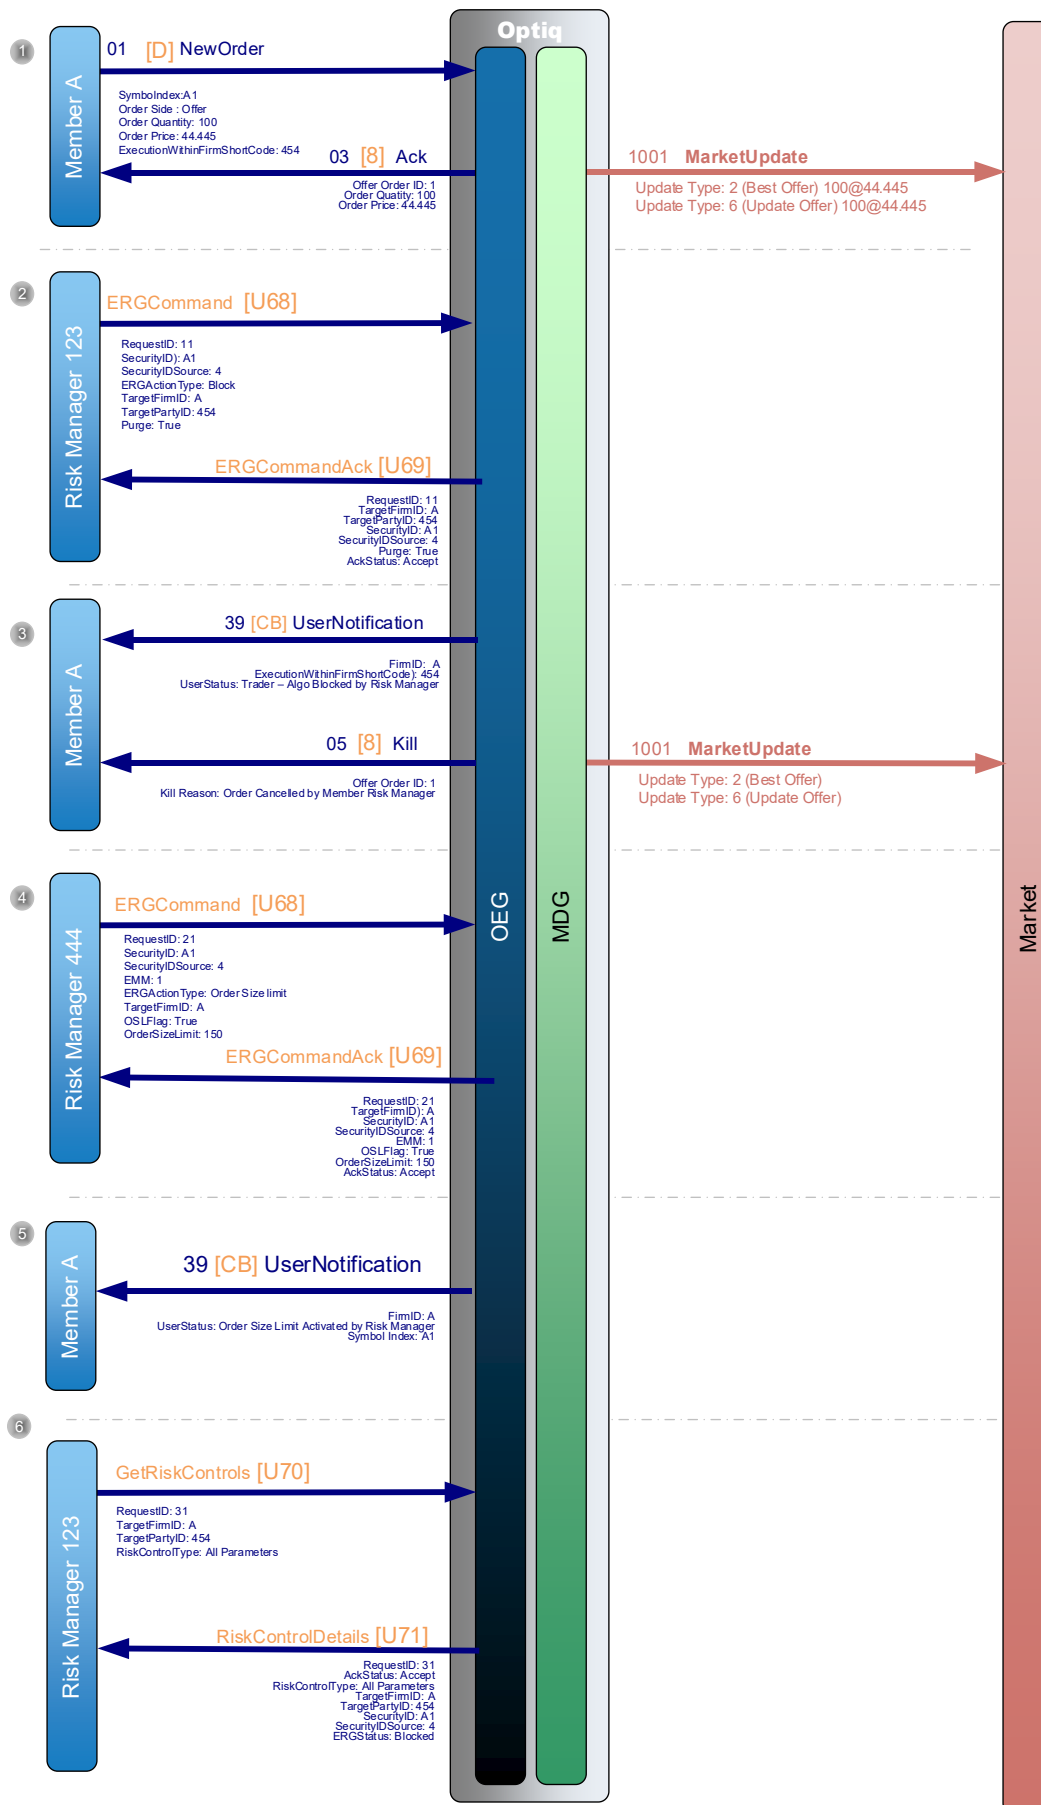 Optiq
1
Member A
01 [D] NewOrder
SymbolIndex:A1
Order Side : Offer
Order Quantity: 100
Order Price: 44.445
ExecutionWithinFirmShortCode: 454
03 [8] Ack
Offer Order ID: 1
Order Quatity: 100
Order Price: 44.445
1001 MarketUpdate
Update Type: 2 (Best Offer) 100@44.445
Update Type: 6 (Update Offer) 100@44.445
2
Risk Manager 123
ERGCommand [U68]
RequestID: 11
SecurityID): A1
SecurityIDSource: 4
ERGActionType: Block
TargetFirmID: A
TargetPartyID: 454
Purge: True
ERGCommandAck [U69]
RequestID: 11
TargetFirmID: A
TargetPartyID: 454
SecurityID: A1
SecurityIDSource: 4
Purge: True
AckStatus: Accept
3
Member A
39 [CB] UserNotification
FirmID: A
ExecutionWithinFirmShortCode): 454
UserStatus: Trader – Algo Blocked by Risk Manager
05 [8] Kill
Offer Order ID: 1
Kill Reason: Order Cancelled by Member Risk Manager
1001 MarketUpdate
Update Type: 2 (Best Offer)
Update Type: 6 (Update Offer)
OEG
MDG
Market
4
Risk Manager 444
ERGCommand [U68]
RequestID: 21
SecurityID: A1
SecurityIDSource: 4
EMM: 1
ERGActionType: Order Size limit
TargetFirmID: A
OSLFlag: True
OrderSizeLimit: 150
ERGCommandAck [U69]
RequestID: 21
TargetFirmID): A
SecurityID: A1
SecurityIDSource: 4
EMM: 1
OSLFlag: True
OrderSizeLimit: 150
AckStatus: Accept
5
Member A
39 [CB] UserNotification
FirmID: A
UserStatus: Order Size Limit Activated by Risk Manager
Symbol Index: A1
6
Risk Manager 123
GetRiskControls [U70]
RequestID: 31
TargetFirmID: A
TargetPartyID: 454
RiskControlType: All Parameters
RiskControlDetails [U71]
RequestID: 31
AckStatus: Accept
RiskControlType: All Parameters
TargetFirmID: A
TargetPartyID: 454
SecurityID: A1
SecurityIDSource: 4
ERGStatus: Blocked